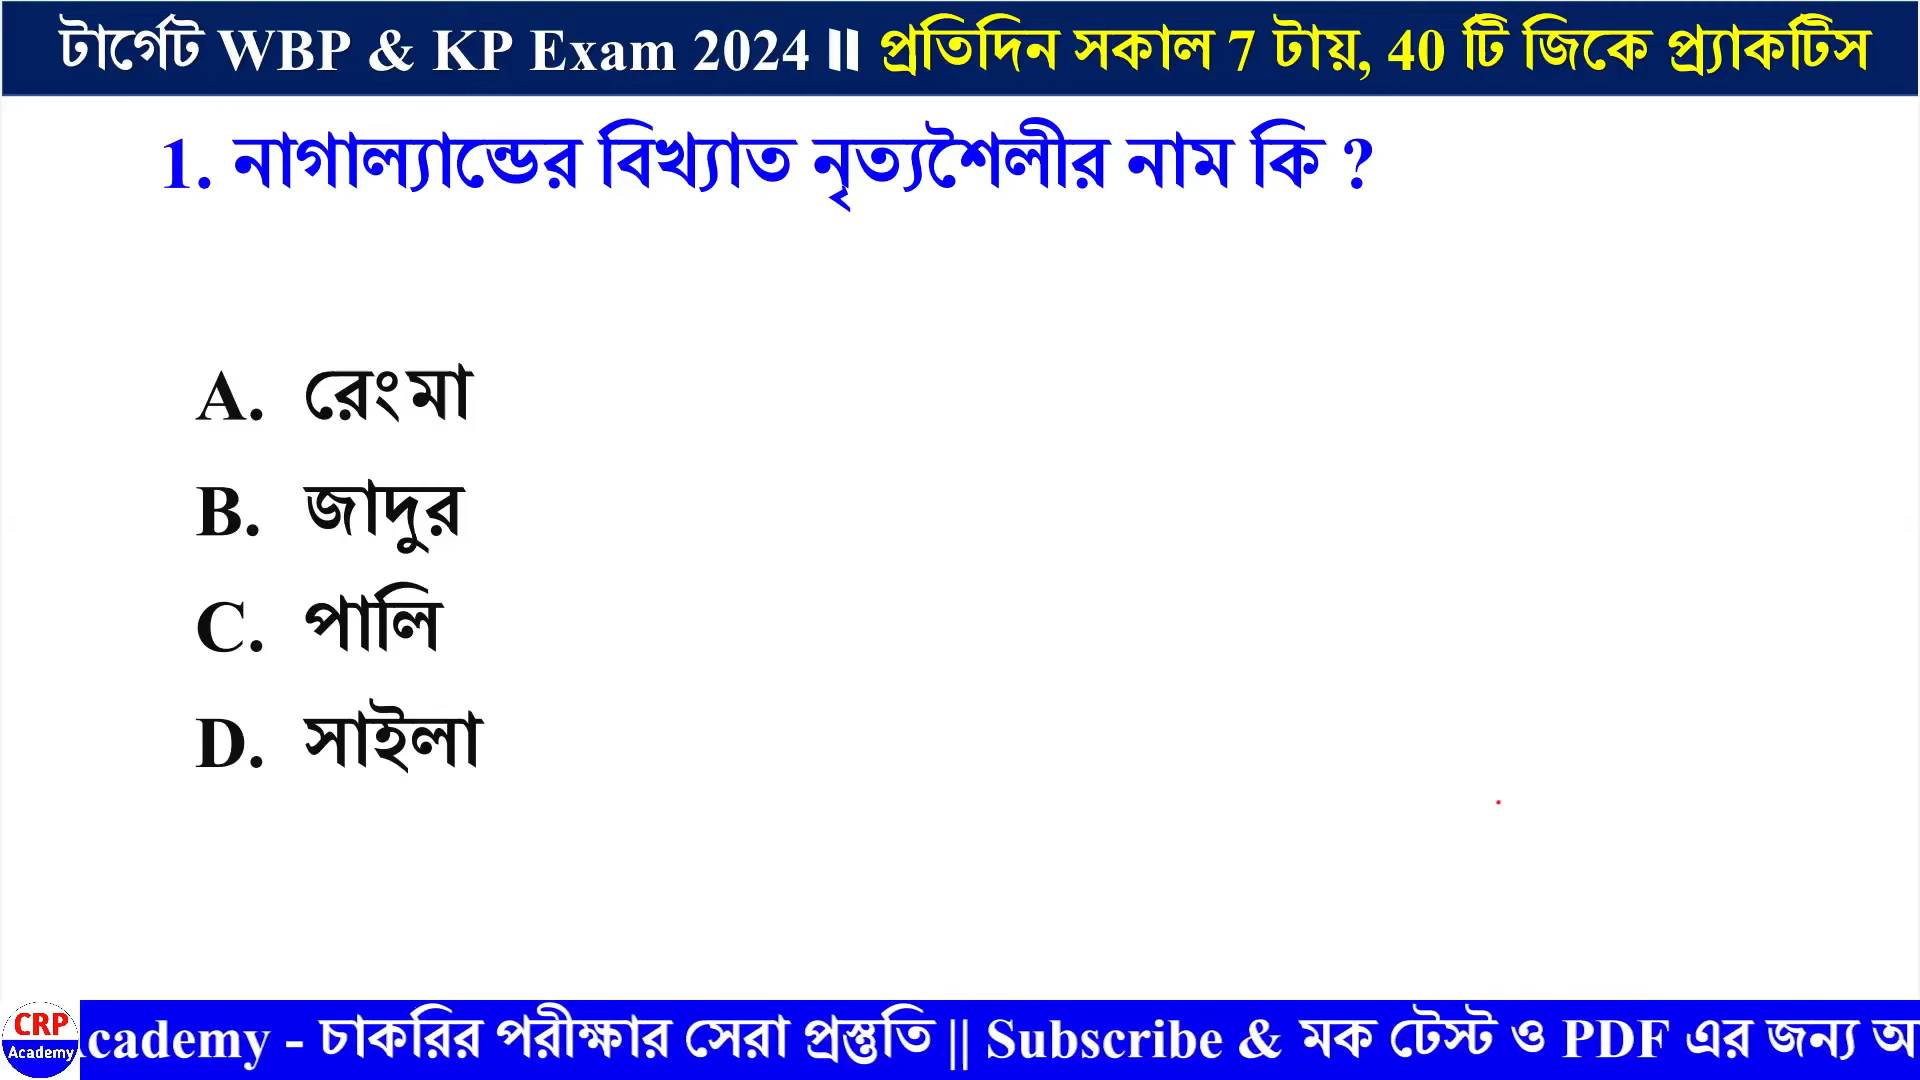 টার্গেট WBP & KP Exam 2024 ॥ প্রতিদিন সকাল 7 টায়, 40 টি জিকে প্র্যাকটিস
1. নাগাল্যান্ডের বিখ্যাত নৃত্যশৈলীর নাম কি ?
A. রেংমা
B. জাদুর
C. পালি
D. সাইলা
CRP
Academy
cademy - চাকরির পরীক্ষার সেরা প্রস্তুতি || Subscribe & মক টেস্ট ও PDF এর জন্য অ